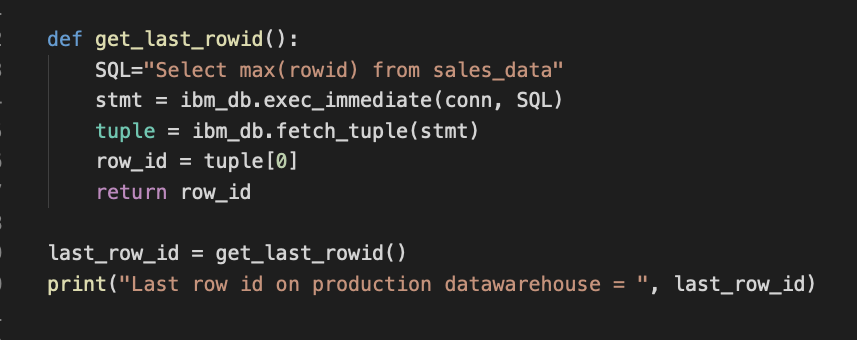 def get_last_rowid():
    SQL="Select max(rowid) from sales_data"
    stmt = ibm_db.exec_immediate(conn, SQL)
    tuple = ibm_db.fetch_tuple(stmt)
    row_id = tuple[0]
    return row_id
last_row_id = get_last_rowid()
print("Last row id on production datawarehouse = ", last_row_id)